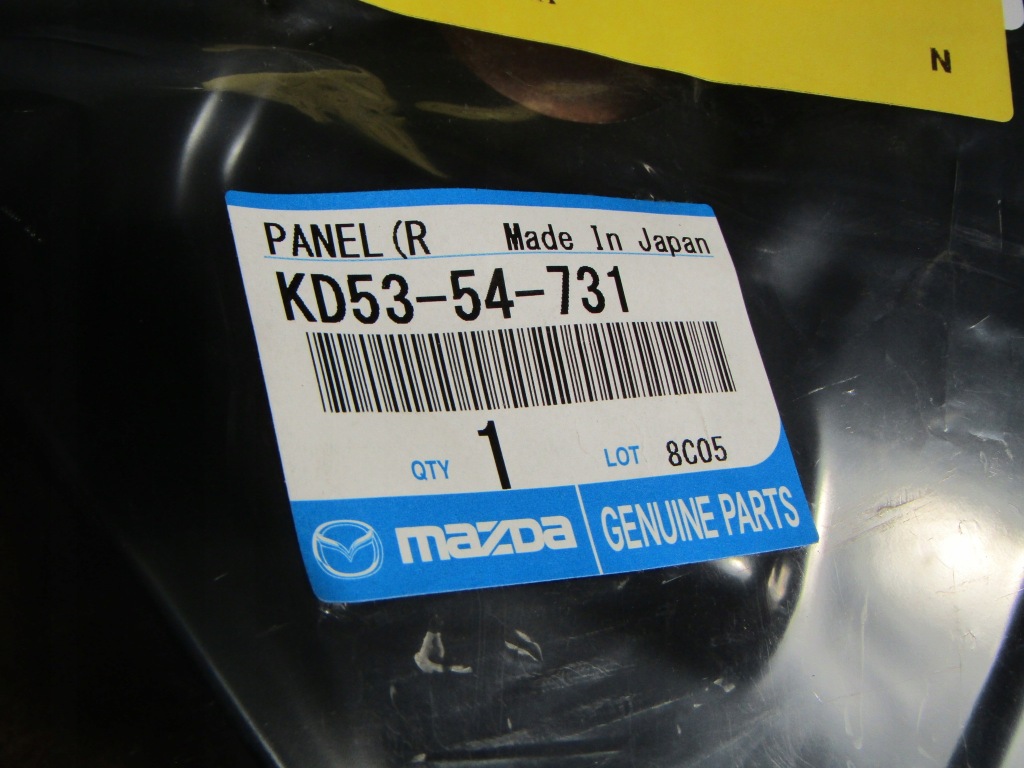 N
PANEL(R Made In Japan
KD53-54-731
QTY 1 LOT 8C05
mazda GENUINE PARTS